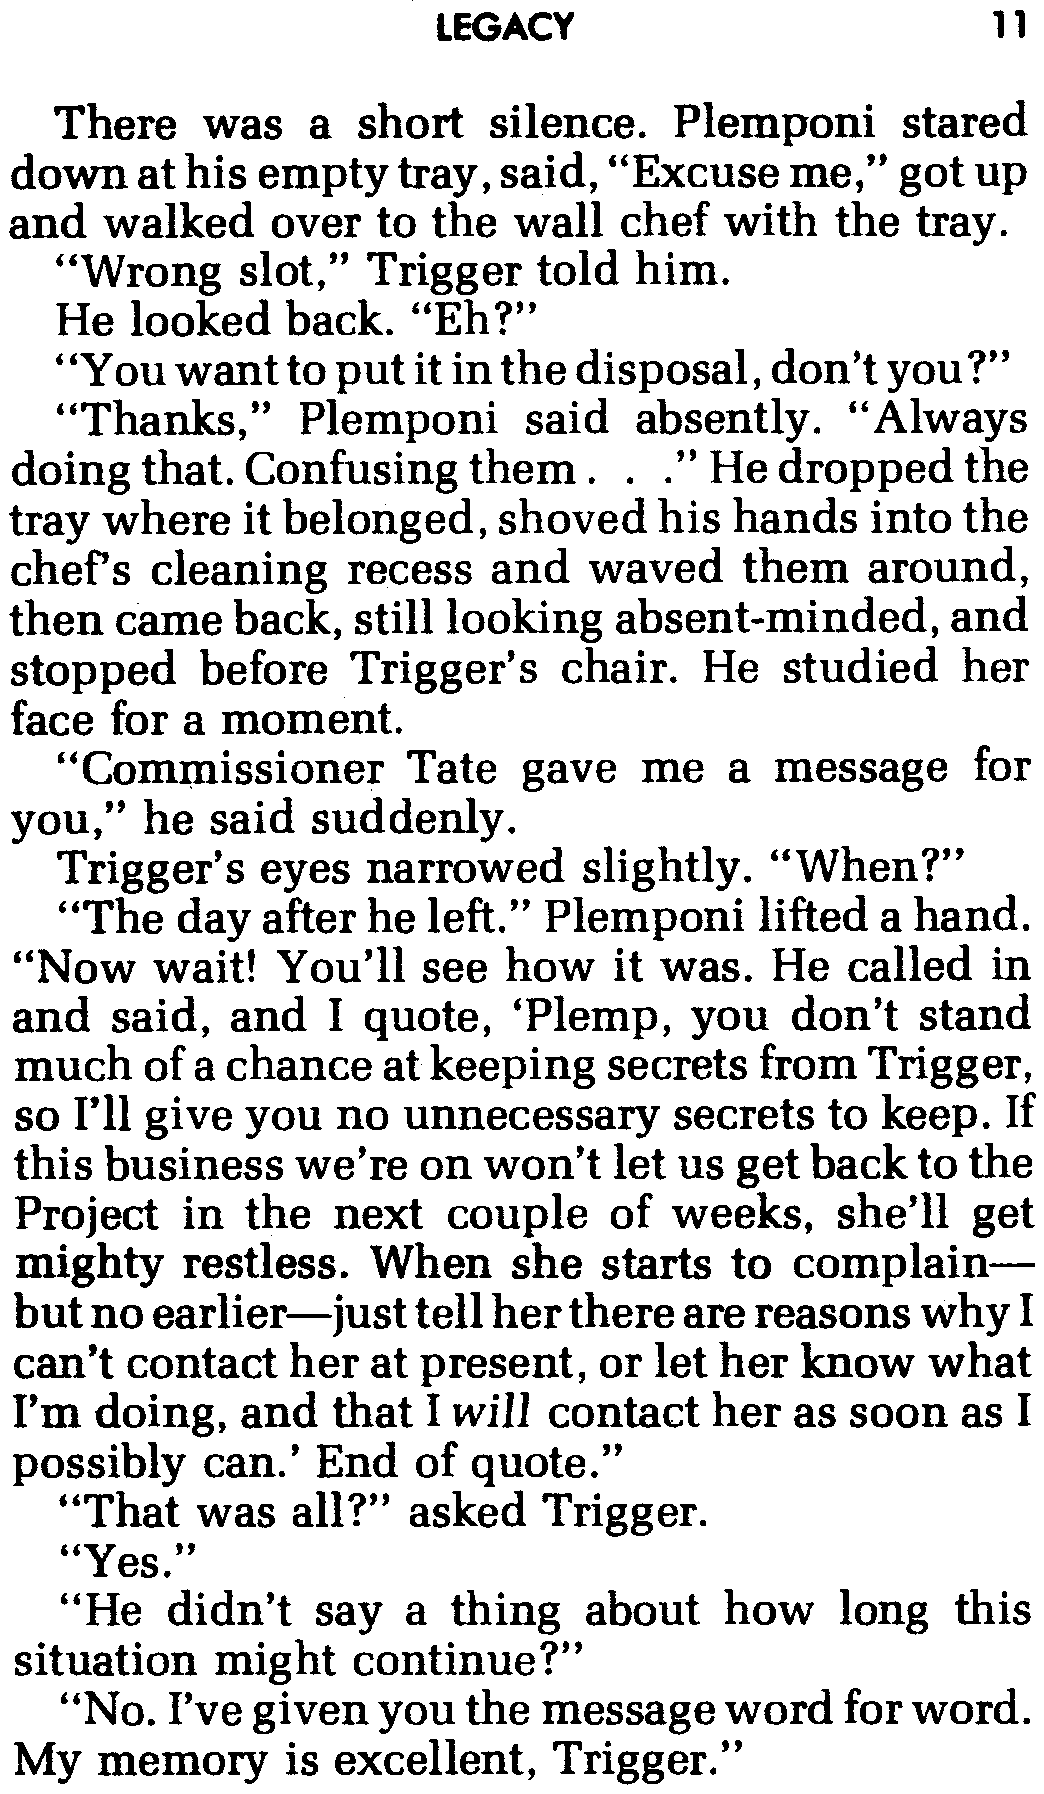 LEGACY 11
There was a short silence. Plemponi stared
down at his empty tray, said, “Excuse me,” got up
and walked over to the wall chef with the tray.
“Wrong slot,” Trigger told him.
He looked back. “Eh?”
“You want to put it in the disposal, don't you?”
“Thanks,” Plemponi said absently. “Always
doing that. Confusing them . . .” He dropped the
tray where it belonged, shoved his hands into the
chef's cleaning recess and waved them around,
then came back, still looking absent-minded, and
stopped before Trigger's chair. He studied her
face for a moment.
“Commissioner Tate gave me a message for
you,” he said suddenly.
Trigger's eyes narrowed slightly. “When?”
“The day after he left.” Plemponi lifted a hand.
“Now wait! You'll see how it was. He called in
and said, and I quote, ‘Plemp, you don't stand
much of a chance at keeping secrets from Trigger,
so I'll give you no unnecessary secrets to keep. If
this business we're on won't let us get back to the
Project in the next couple of weeks, she'll get
mighty restless. When she starts to complain—
but no earlier—just tell her there are reasons why I
can't contact her at present, or let her know what
I'm doing, and that I will contact her as soon as I
possibly can.’ End of quote.”
“That was all?” asked Trigger.
“Yes.”
“He didn't say a thing about how long this
situation might continue?”
“No. I've given you the message word for word.
My memory is excellent, Trigger.”